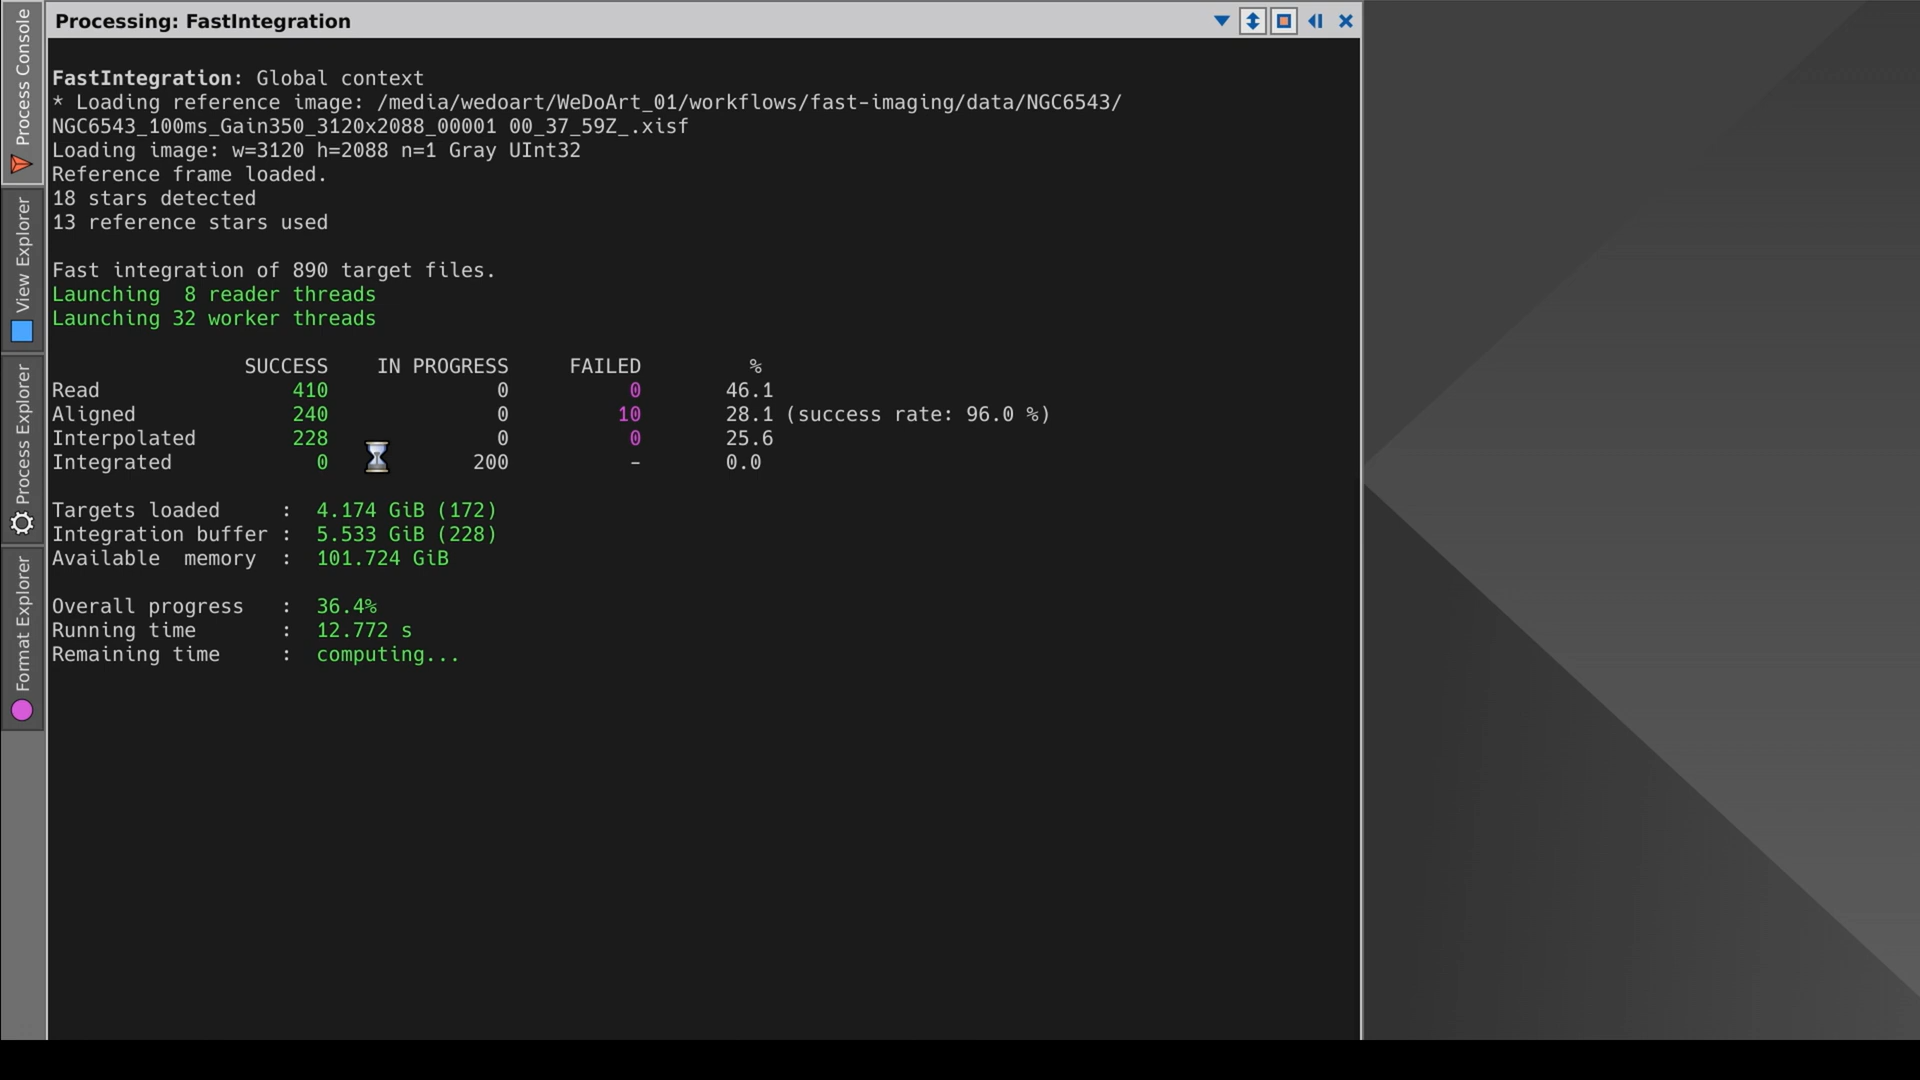 Processing: FastIntegration
Process Console
View Explorer
Process Explorer
Format Explorer
FastIntegration: Global context
* Loading reference image: /media/wedoart/WeDoArt_01/workflows/fast-imaging/data/NGC6543/
NGC6543_100ms_Gain350_3120x2088_00001 00_37_59Z_.xisf
Loading image: w=3120 h=2088 n=1 Gray UInt32
Reference frame loaded.
18 stars detected
13 reference stars used
Fast integration of 890 target files.
Launching  8 reader threads
Launching 32 worker threads
SUCCESS IN PROGRESS FAILED %
Read 410 0 0 46.1
Aligned 240 0 10 28.1 (success rate: 96.0 %)
Interpolated 228 0 0 25.6
Integrated 0 200 – 0.0
Targets loaded : 4.174 GiB (172)
Integration buffer : 5.533 GiB (228)
Available memory : 101.724 GiB
Overall progress : 36.4%
Running time : 12.772 s
Remaining time : computing...